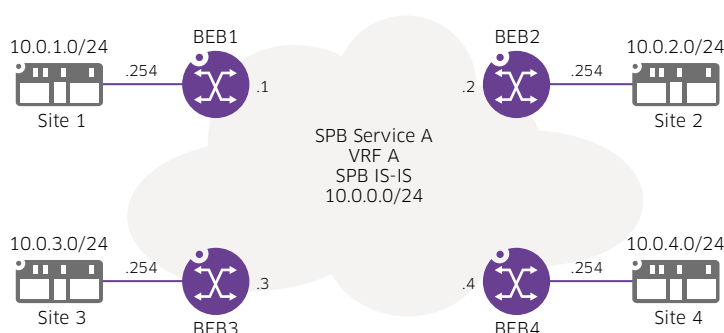 BEB1
BEB2
10.0.1.0/24
10.0.2.0/24
.254
.1
.2
.254
Site 1
Site 2
SPB Service A
VRF A
SPB IS-IS
10.0.0.0/24
10.0.3.0/24
10.0.4.0/24
.254
.3
.4
.254
Site 3
BEB3
BEB4
Site 4